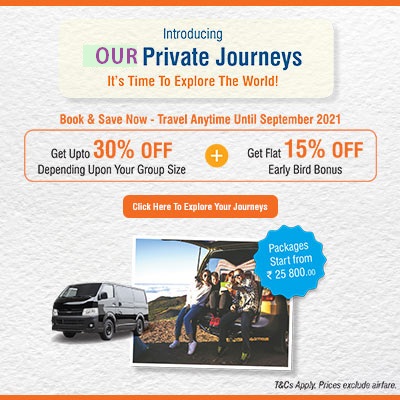 Introducing
OUR Private Journeys
It's Time To Explore The World!
Book & Save Now - Travel Anytime Until September 2021
Get Upto 30% OFF
Depending Upon Your Group Size
+
Get Flat 15% OFF
Early Bird Bonus
Click Here To Explore Your Journeys
Packages
Start from
₹ 25 800.00
T&Cs Apply. Prices exclude airfare.